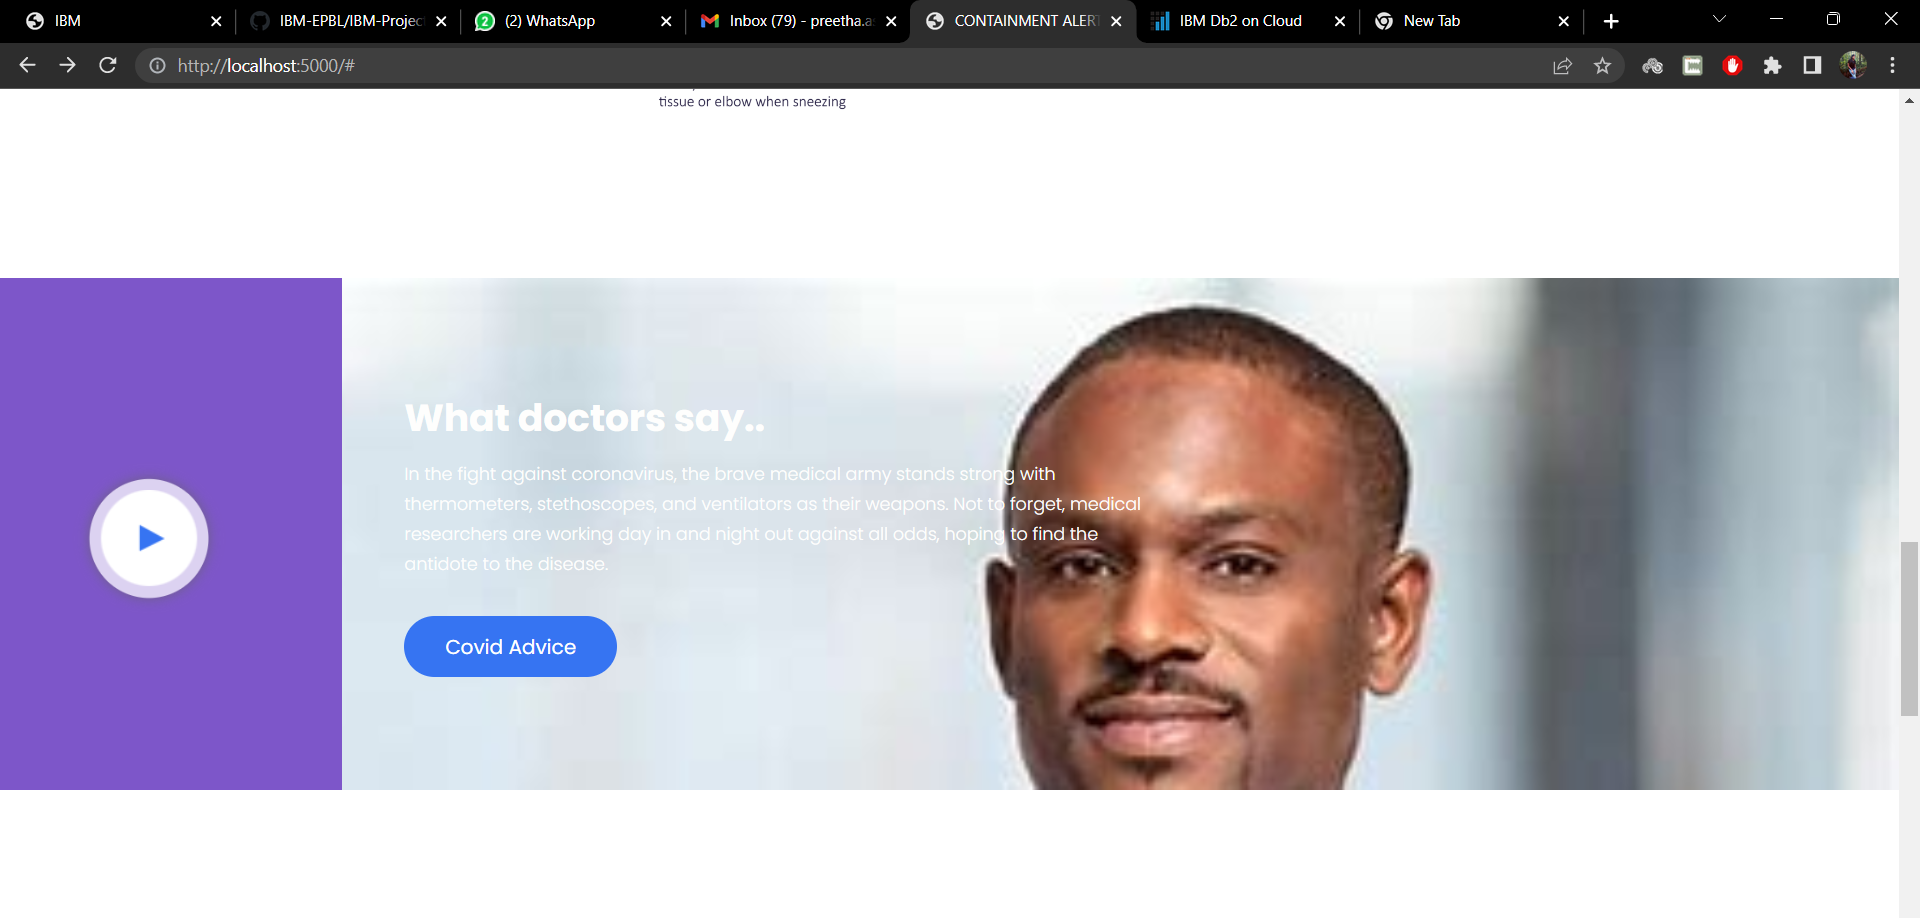 IBM
IBM-EPBL/IBM-Projec
2
(2) WhatsApp
Inbox (79) - preetha.a
CONTAINMENT ALERT
IBM Db2 on Cloud
New Tab
http://localhost:5000/#
tissue or elbow when sneezing
What doctors say..
In the fight against coronavirus, the brave medical army stands strong with
thermometers, stethoscopes, and ventilators as their weapons. Not to forget, medical
researchers are working day in and night out against all odds, hoping to find the
antidote to the disease.
Covid Advice